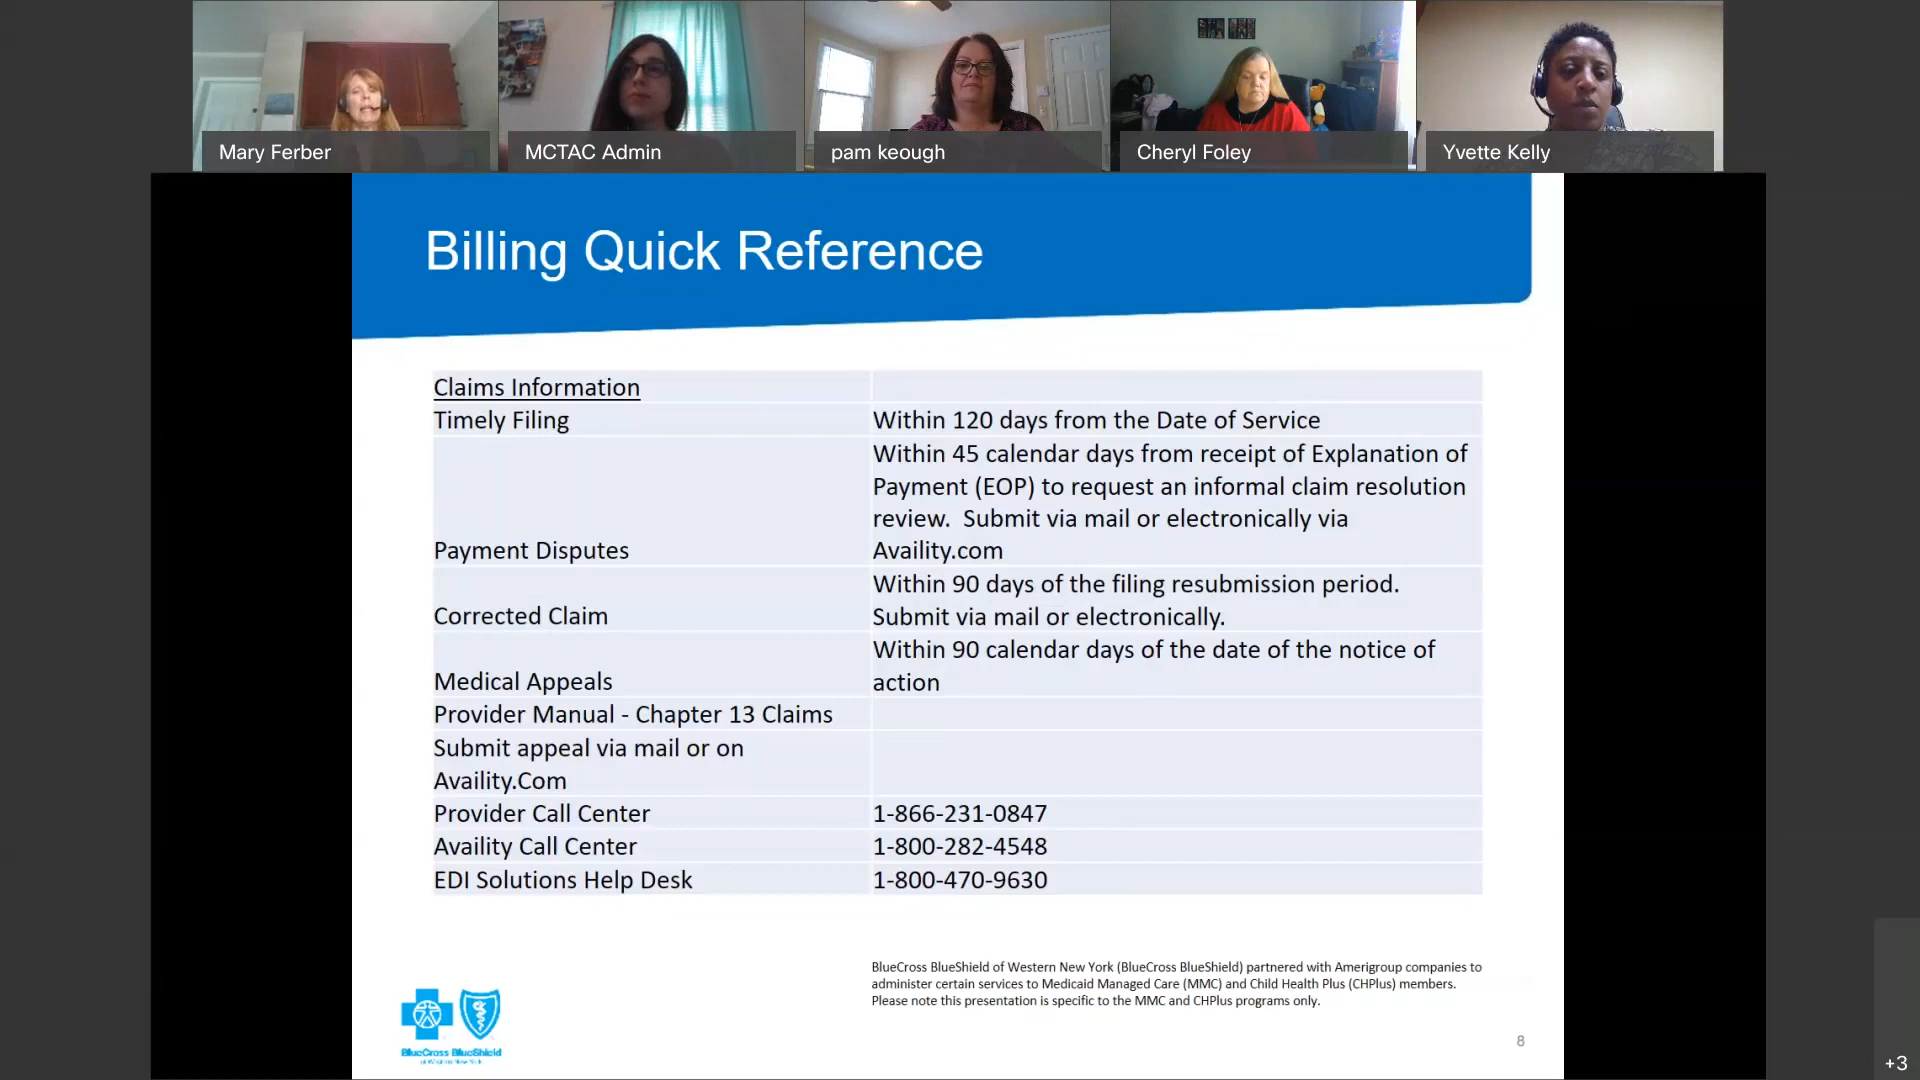 Mary Ferber
MCTAC Admin
pam keough
Cheryl Foley
Yvette Kelly
Billing Quick Reference
Claims Information
Timely Filing
Within 120 days from the Date of Service
Within 45 calendar days from receipt of Explanation of
Payment (EOP) to request an informal claim resolution
review.  Submit via mail or electronically via
Payment Disputes
Availity.com
Within 90 days of the filing resubmission period.
Corrected Claim
Submit via mail or electronically.
Within 90 calendar days of the date of the notice of
Medical Appeals
action
Provider Manual - Chapter 13 Claims
Submit appeal via mail or on
Availity.Com
Provider Call Center
1-866-231-0847
Availity Call Center
1-800-282-4548
EDI Solutions Help Desk
1-800-470-9630
BlueCross BlueShield of Western New York (BlueCross BlueShield) partnered with Amerigroup companies to
administer certain services to Medicaid Managed Care (MMC) and Child Health Plus (CHPlus) members.
Please note this presentation is specific to the MMC and CHPlus programs only.
BlueCross BlueShield
of Western New York
8
+3